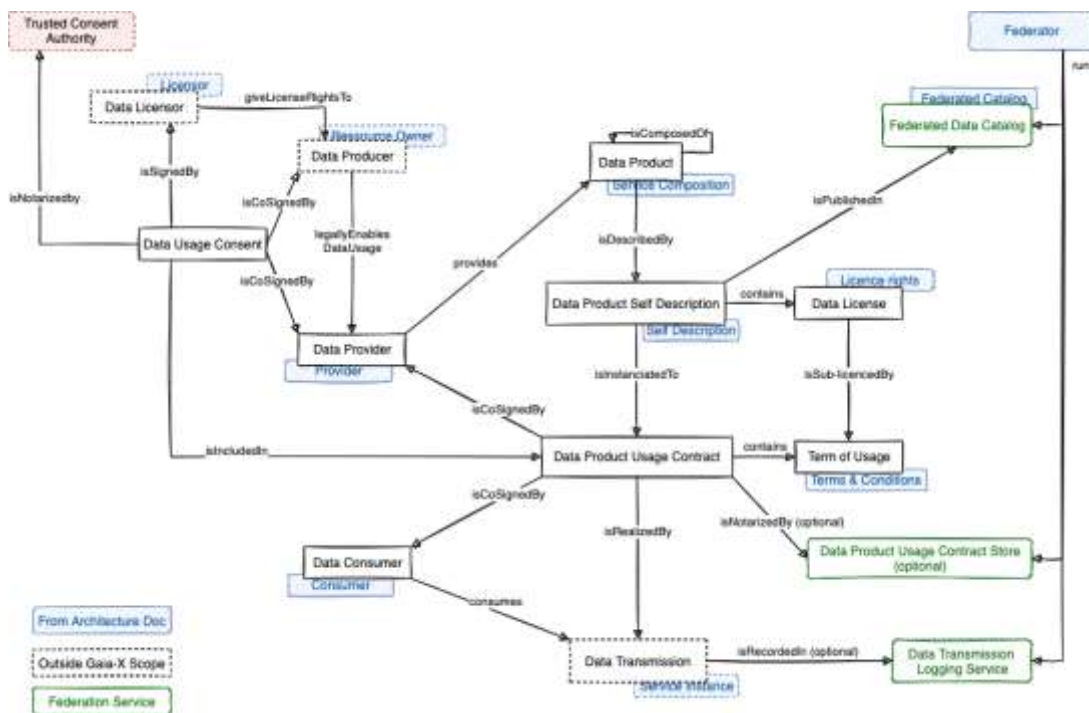 Trusted Consent
Authority
Federator
runs
Licensor
Data Licensor
giveLicenseRightsTo
Ressource Owner
Data Producer
Federated Catalog
Federated Data Catalog
isComposedOf
Data Product
Service Composition
isSignedBy
isNotarizedby
isCoSignedBy
isPublishedIn
Data Usage Consent
legallyEnables
DataUsage
isDescribedBy
isCoSignedBy
provides
Licence rights
Data Product Self Description
contains
Data License
Self Description
Data Provider
Provider
isInstanciatedTo
isSub-licencedBy
isCoSignedBy
isIncludedIn
Data Product Usage Contract
contains
Term of Usage
Terms & Conditions
isCoSignedBy
isRealizedBy
isNotarizedBy (optional)
Data Consumer
Consumer
Data Product Usage Contract Store
(optional)
consumes
From Architecture Doc
Outside Gaia-X Scope
Federation Service
Data Transmission
Service Instance
isRecordedIn (optional)
Data Transmission
Logging Service